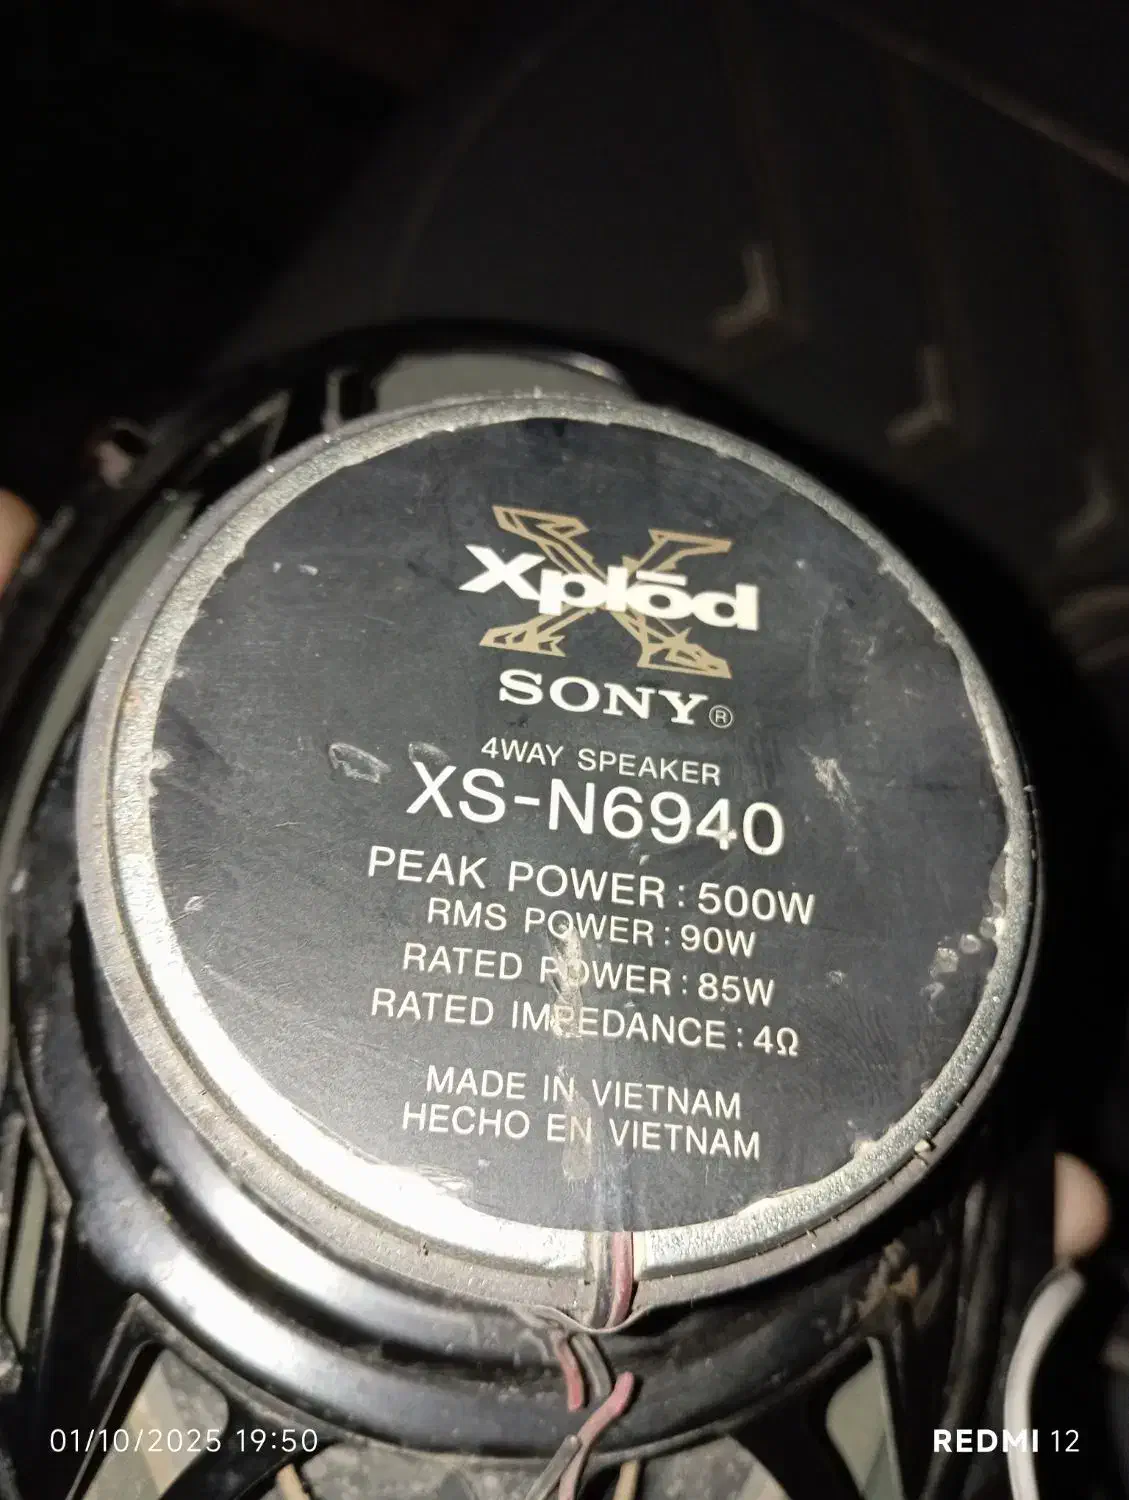 Xplōd
SONY®
4WAY SPEAKER
XS-N6940
PEAK POWER : 500W
RMS POWER : 90W
RATED POWER : 85W
RATED IMPEDANCE : 4Ω
MADE IN VIETNAM
HECHO EN VIETNAM
01/10/2025 19:50
REDMI 12